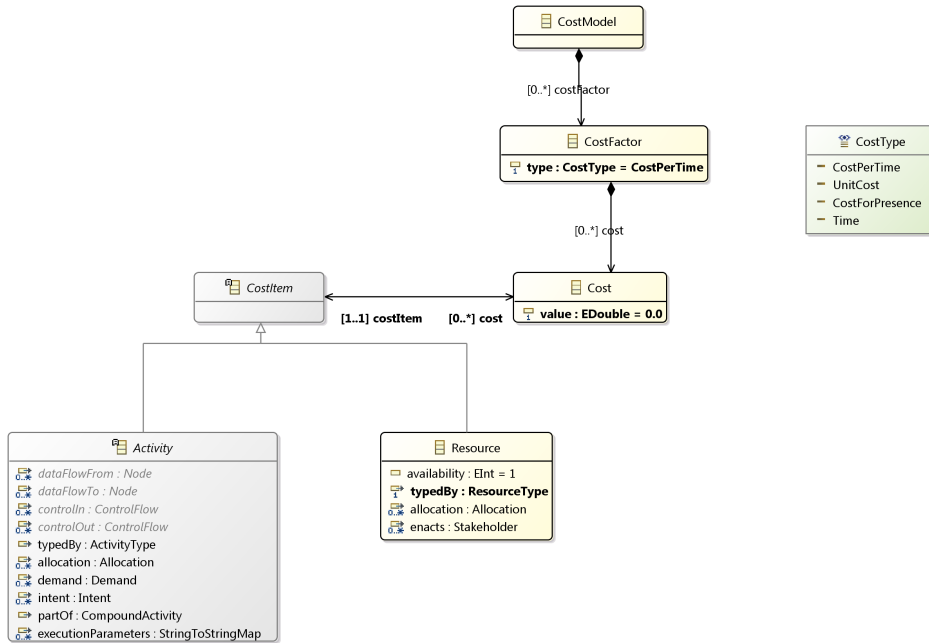 CostModel
[0..*] costFactor
CostFactor
type : CostType = CostPerTime
CostType
CostPerTime
UnitCost
CostForPresence
Time
[0..*] cost
CostItem
Cost
value : EDouble = 0.0
[1..1] costItem
[0..*] cost
Activity
dataFlowFrom : Node
dataFlowTo : Node
controlIn : ControlFlow
controlOut : ControlFlow
typedBy : ActivityType
allocation : Allocation
demand : Demand
intent : Intent
partOf : CompoundActivity
executionParameters : StringToStringMap
Resource
availability : EInt = 1
typedBy : ResourceType
allocation : Allocation
enacts : Stakeholder